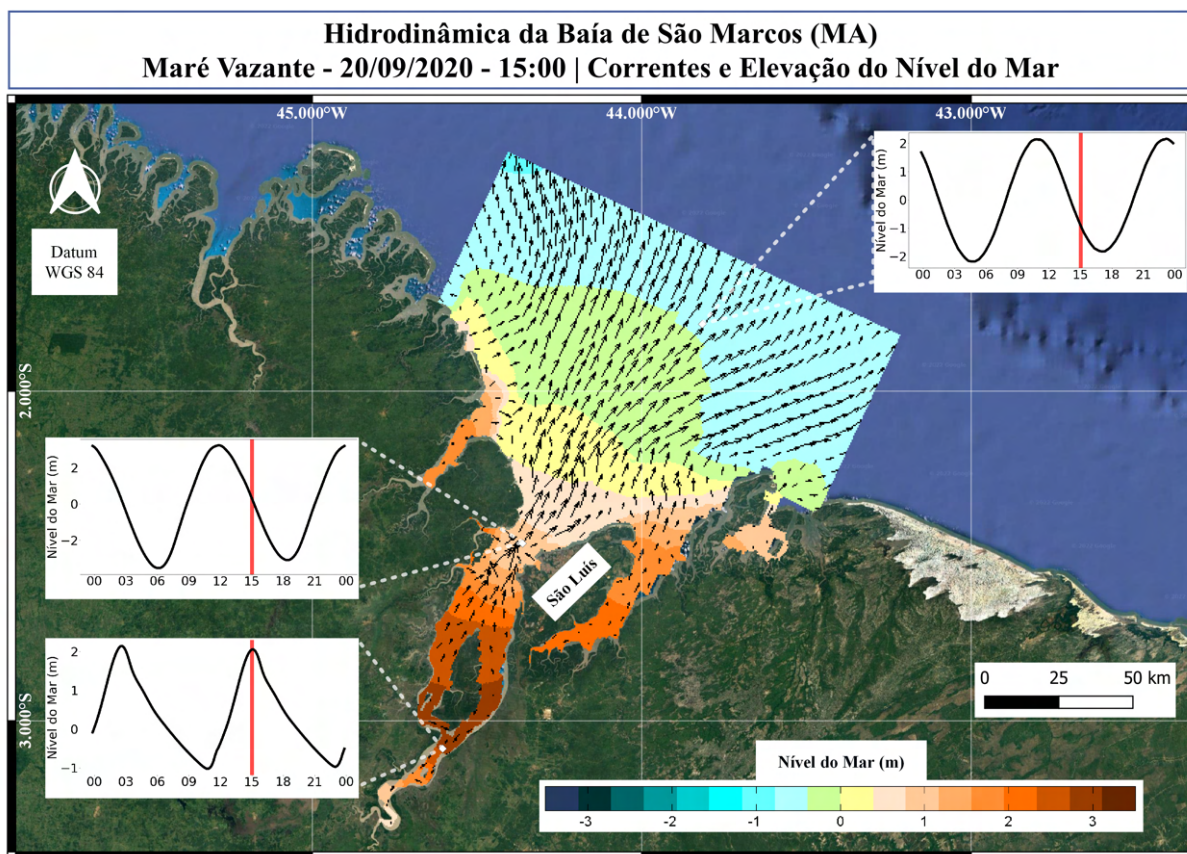 Hidrodinâmica da Baía de São Marcos (MA)
Maré Vazante - 20/09/2020 - 15:00 | Correntes e Elevação do Nível do Mar
45.000°W
44.000°W
43.000°W
Datum
WGS 84
2.000°S
3.000°S
Nível do Mar (m)
2
1
0
−1
−2
00 03 06 09 12 15 18 21 00
Nível do Mar (m)
2
0
−2
00 03 06 09 12 15 18 21 00
São Luís
Nível do Mar (m)
2
1
0
−1
00 03 06 09 12 15 18 21 00
0 25 50 km
Nível do Mar (m)
-3 -2 -1 0 1 2 3